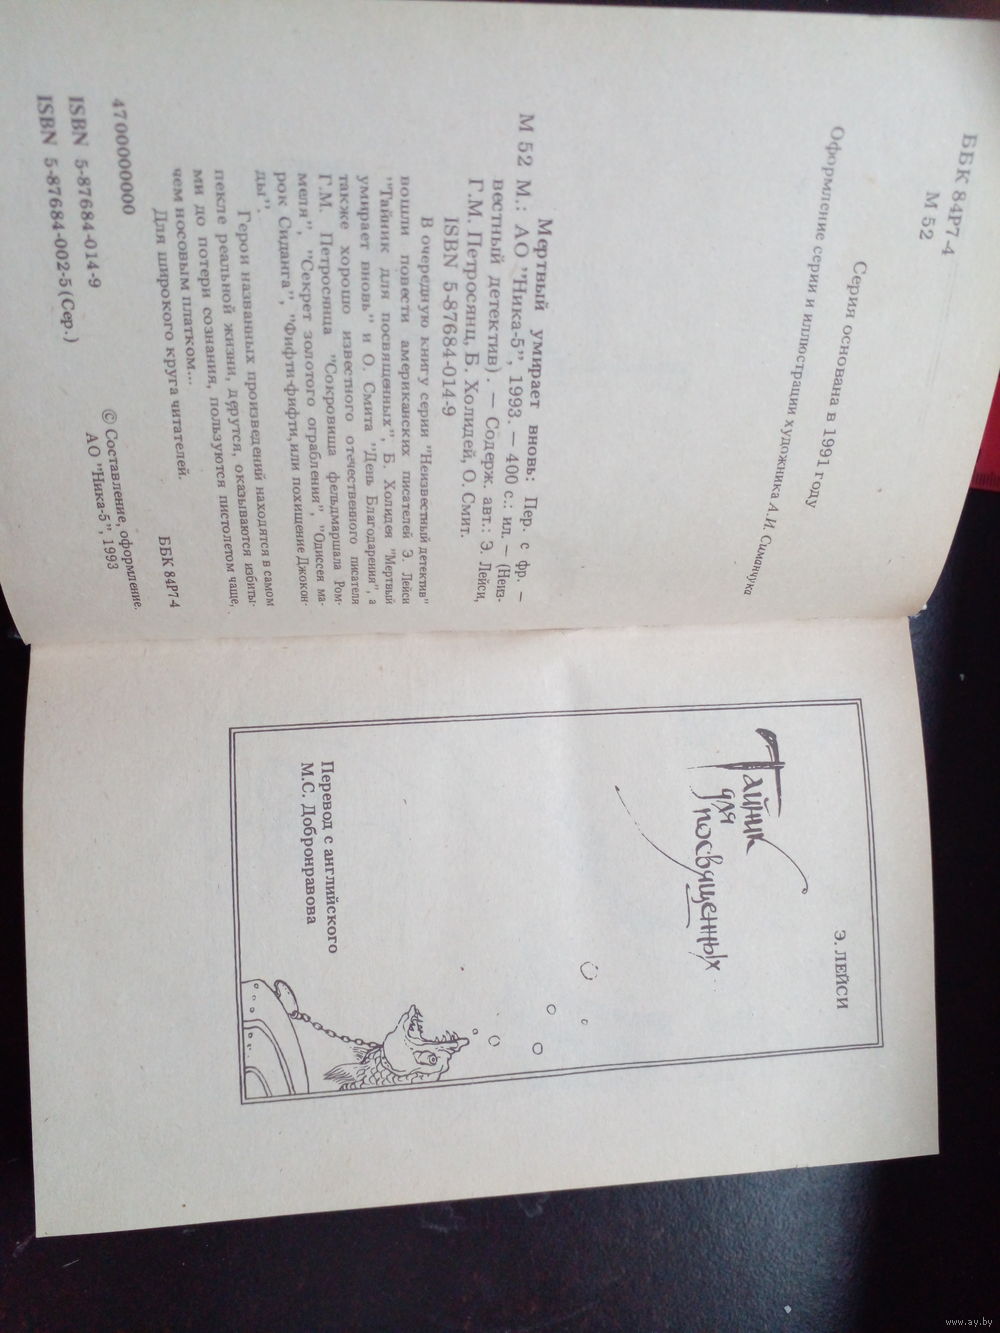 ББК 84Р7-4
М 52
Серия основана в 1991 году
Оформление серии и иллюстрации художника А.И. Симанчука
Мертвый умирает вновь: Пер. с фр. —
М 52 М.: АО "Ника-5", 1993. — 400 с.: ил. — (Неиз-
вестный детектив). — Содерж. авт.: Э. Лейси,
Г.М. Петросянц, Б. Холидей, О. Смит.
ISBN 5-87684-014-9
В очередную книгу серии "Неизвестный детектив"
вошли повести американских писателей Э. Лейси
"Тайник для посвященных", Б. Холидея "Мертвый
умирает вновь" и О. Смита "День Благодарения", а
также хорошо известного отечественного писателя
Г.М. Петросянца "Сокровища фельдмаршала Ром-
меля", "Секрет золотого ограбления", "Одиссея ма-
рок Сиданга", "Фифти-фифти, или похищение Джокон-
ды".
Герои названных произведений находятся в самом
пекле реальной жизни, дерутся, оказываются избиты-
ми до потери сознания, пользуются пистолетом чаще,
чем носовым платком...
Для широкого круга читателей.
4700000000
ББК 84Р7-4
ISBN 5-87684-014-9
ISBN 5-87684-002-5 (Сер.)
© Составление, оформление.
АО "Ника-5", 1993
Э. ЛЕЙСИ
Тайник
для
посвященных
Перевод с английского
М.С. Добронравова
www.ay.by